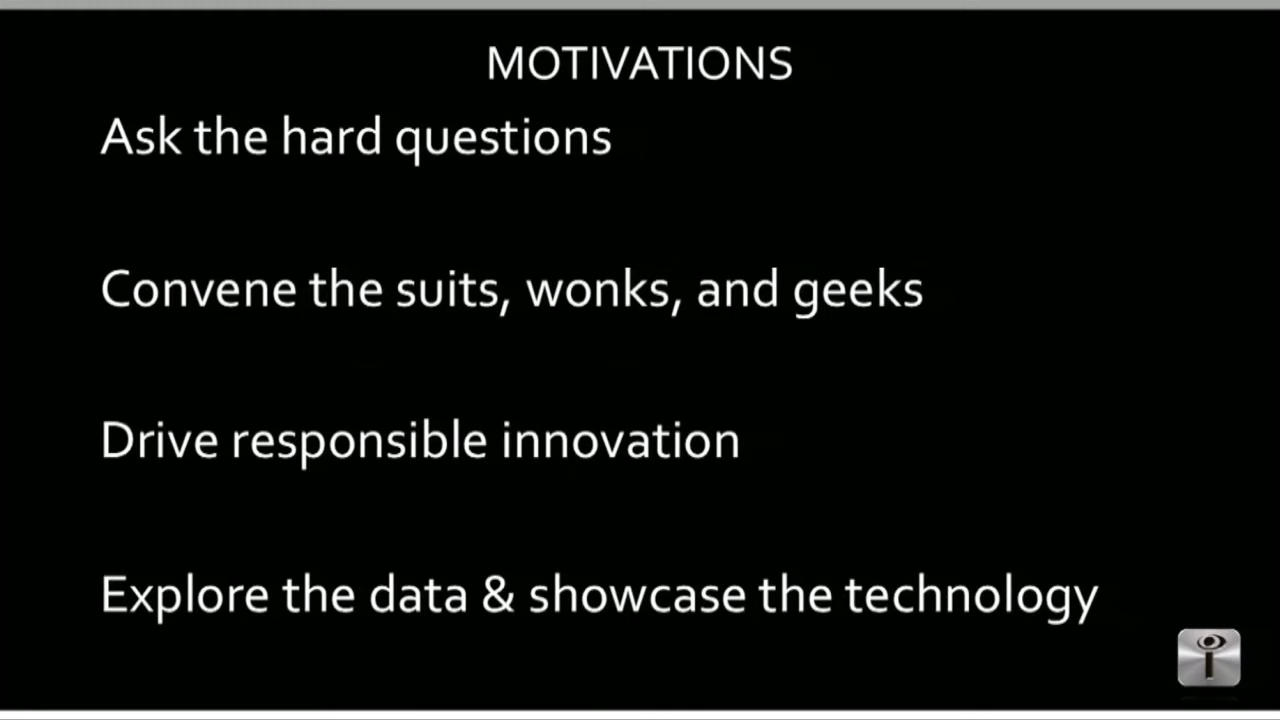 MOTIVATIONS
Ask the hard questions
Convene the suits, wonks, and geeks
Drive responsible innovation
Explore the data & showcase the technology